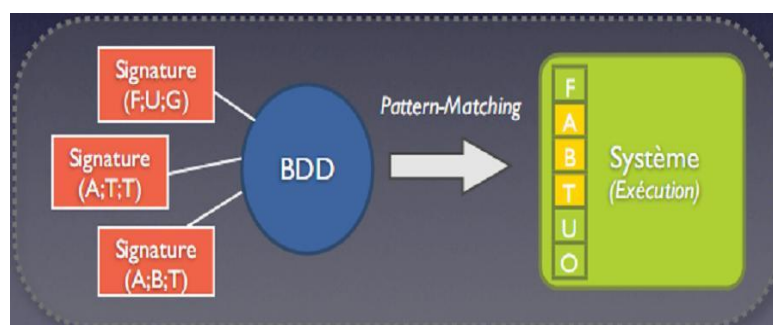 Signature
(F;U;G)
Signature
(A;T;T)
Signature
(A;B;T)
BDD
Pattern-Matching
F
A
B
T
U
O
Système
(Exécution)